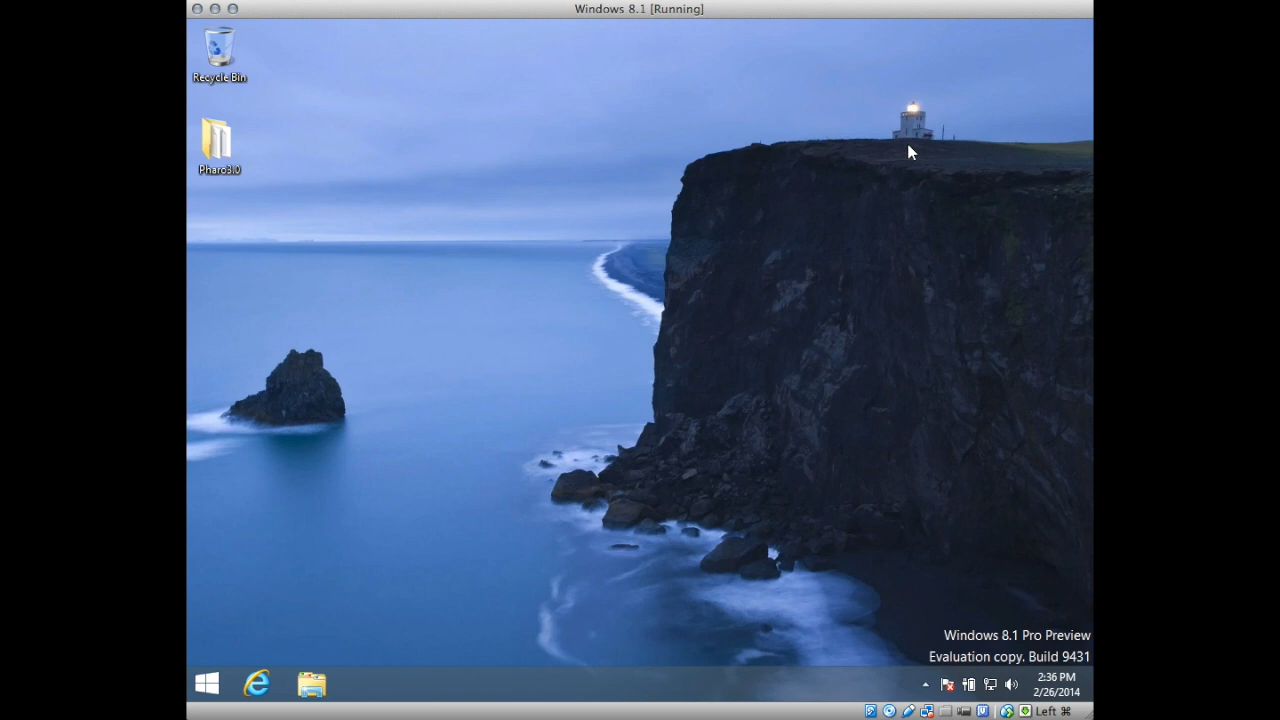 Windows 8.1 [Running]
Recycle Bin
Pharo3.0
Windows 8.1 Pro Preview
Evaluation copy. Build 9431
2:36 PM
2/26/2014
Left ⌘